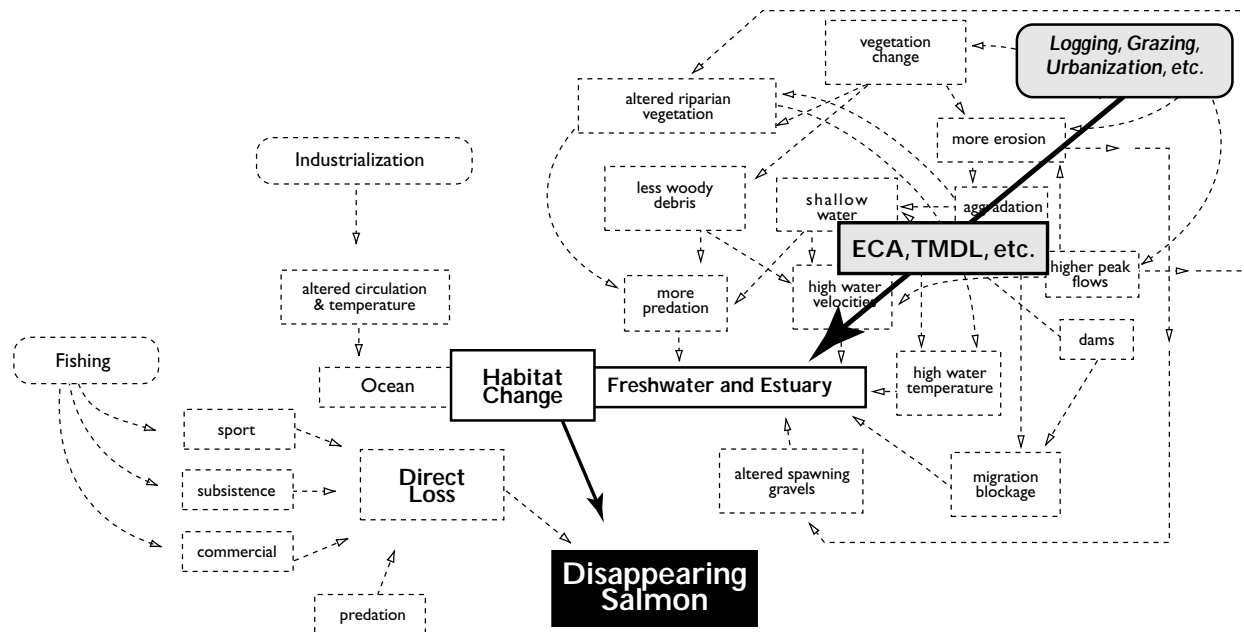 vegetation
change
Logging, Grazing,
Urbanization, etc.
altered riparian
vegetation
more erosion
Industrialization
less woody
debris
shallow
water
aggradation
ECA, TMDL, etc.
altered circulation
& temperature
more
predation
high water
velocities
higher peak
flows
Fishing
dams
Ocean
Habitat
Change
Freshwater and Estuary
high water
temperature
sport
Direct
Loss
altered spawning
gravels
migration
blockage
subsistence
commercial
Disappearing
Salmon
predation